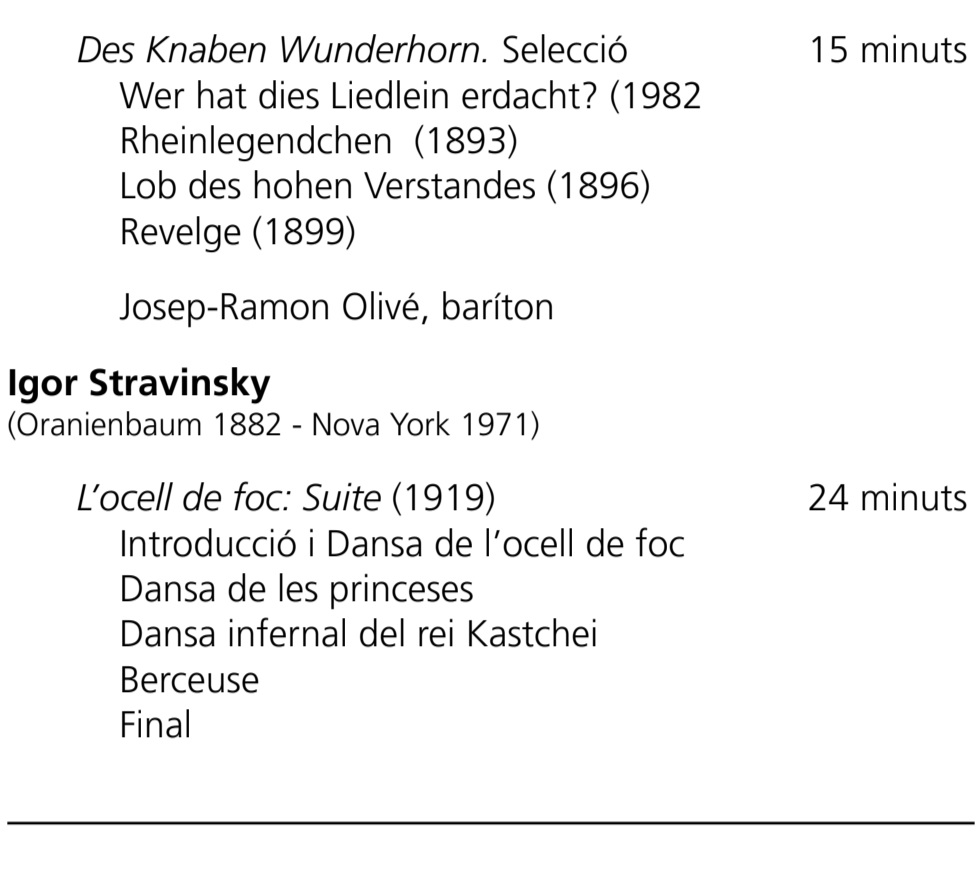 Des Knaben Wunderhorn. Selecció 15 minuts
Wer hat dies Liedlein erdacht? (1982
Rheinlegendchen (1893)
Lob des hohen Verstandes (1896)
Revelge (1899)
Josep-Ramon Olivé, baríton
Igor Stravinsky
(Oranienbaum 1882 - Nova York 1971)
L'ocell de foc: Suite (1919) 24 minuts
Introducció i Dansa de l'ocell de foc
Dansa de les princeses
Dansa infernal del rei Kastchei
Berceuse
Final